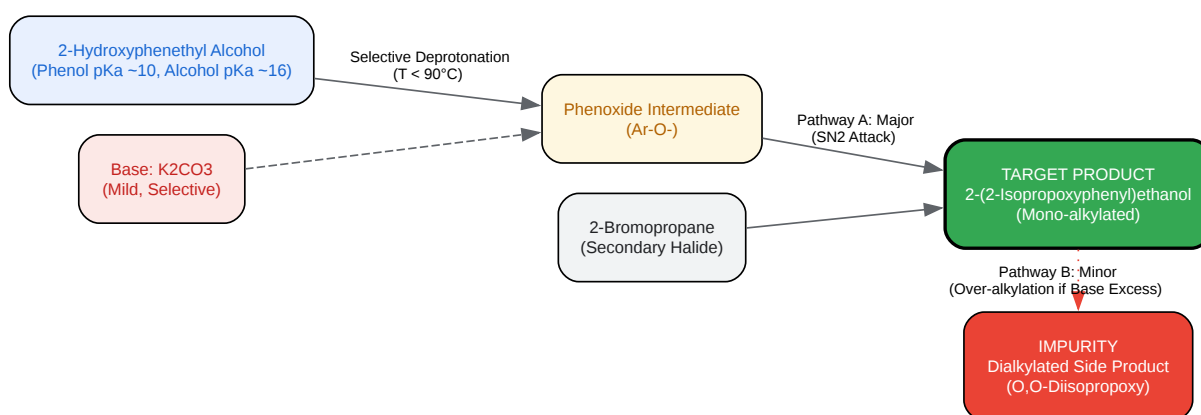 2-Hydroxyphenethyl Alcohol
(Phenol pKa ~10, Alcohol pKa ~16)
Selective Deprotonation
(T < 90°C)
Base: K2CO3
(Mild, Selective)
Phenoxide Intermediate
(Ar-O-)
Pathway A: Major
(SN2 Attack)
2-Bromopropane
(Secondary Halide)
TARGET PRODUCT
2-(2-Isopropoxyphenyl)ethanol
(Mono-alkylated)
Pathway B: Minor
(Over-alkylation if Base Excess)
IMPURITY
Dialkylated Side Product
(O,O-Diisopropoxy)